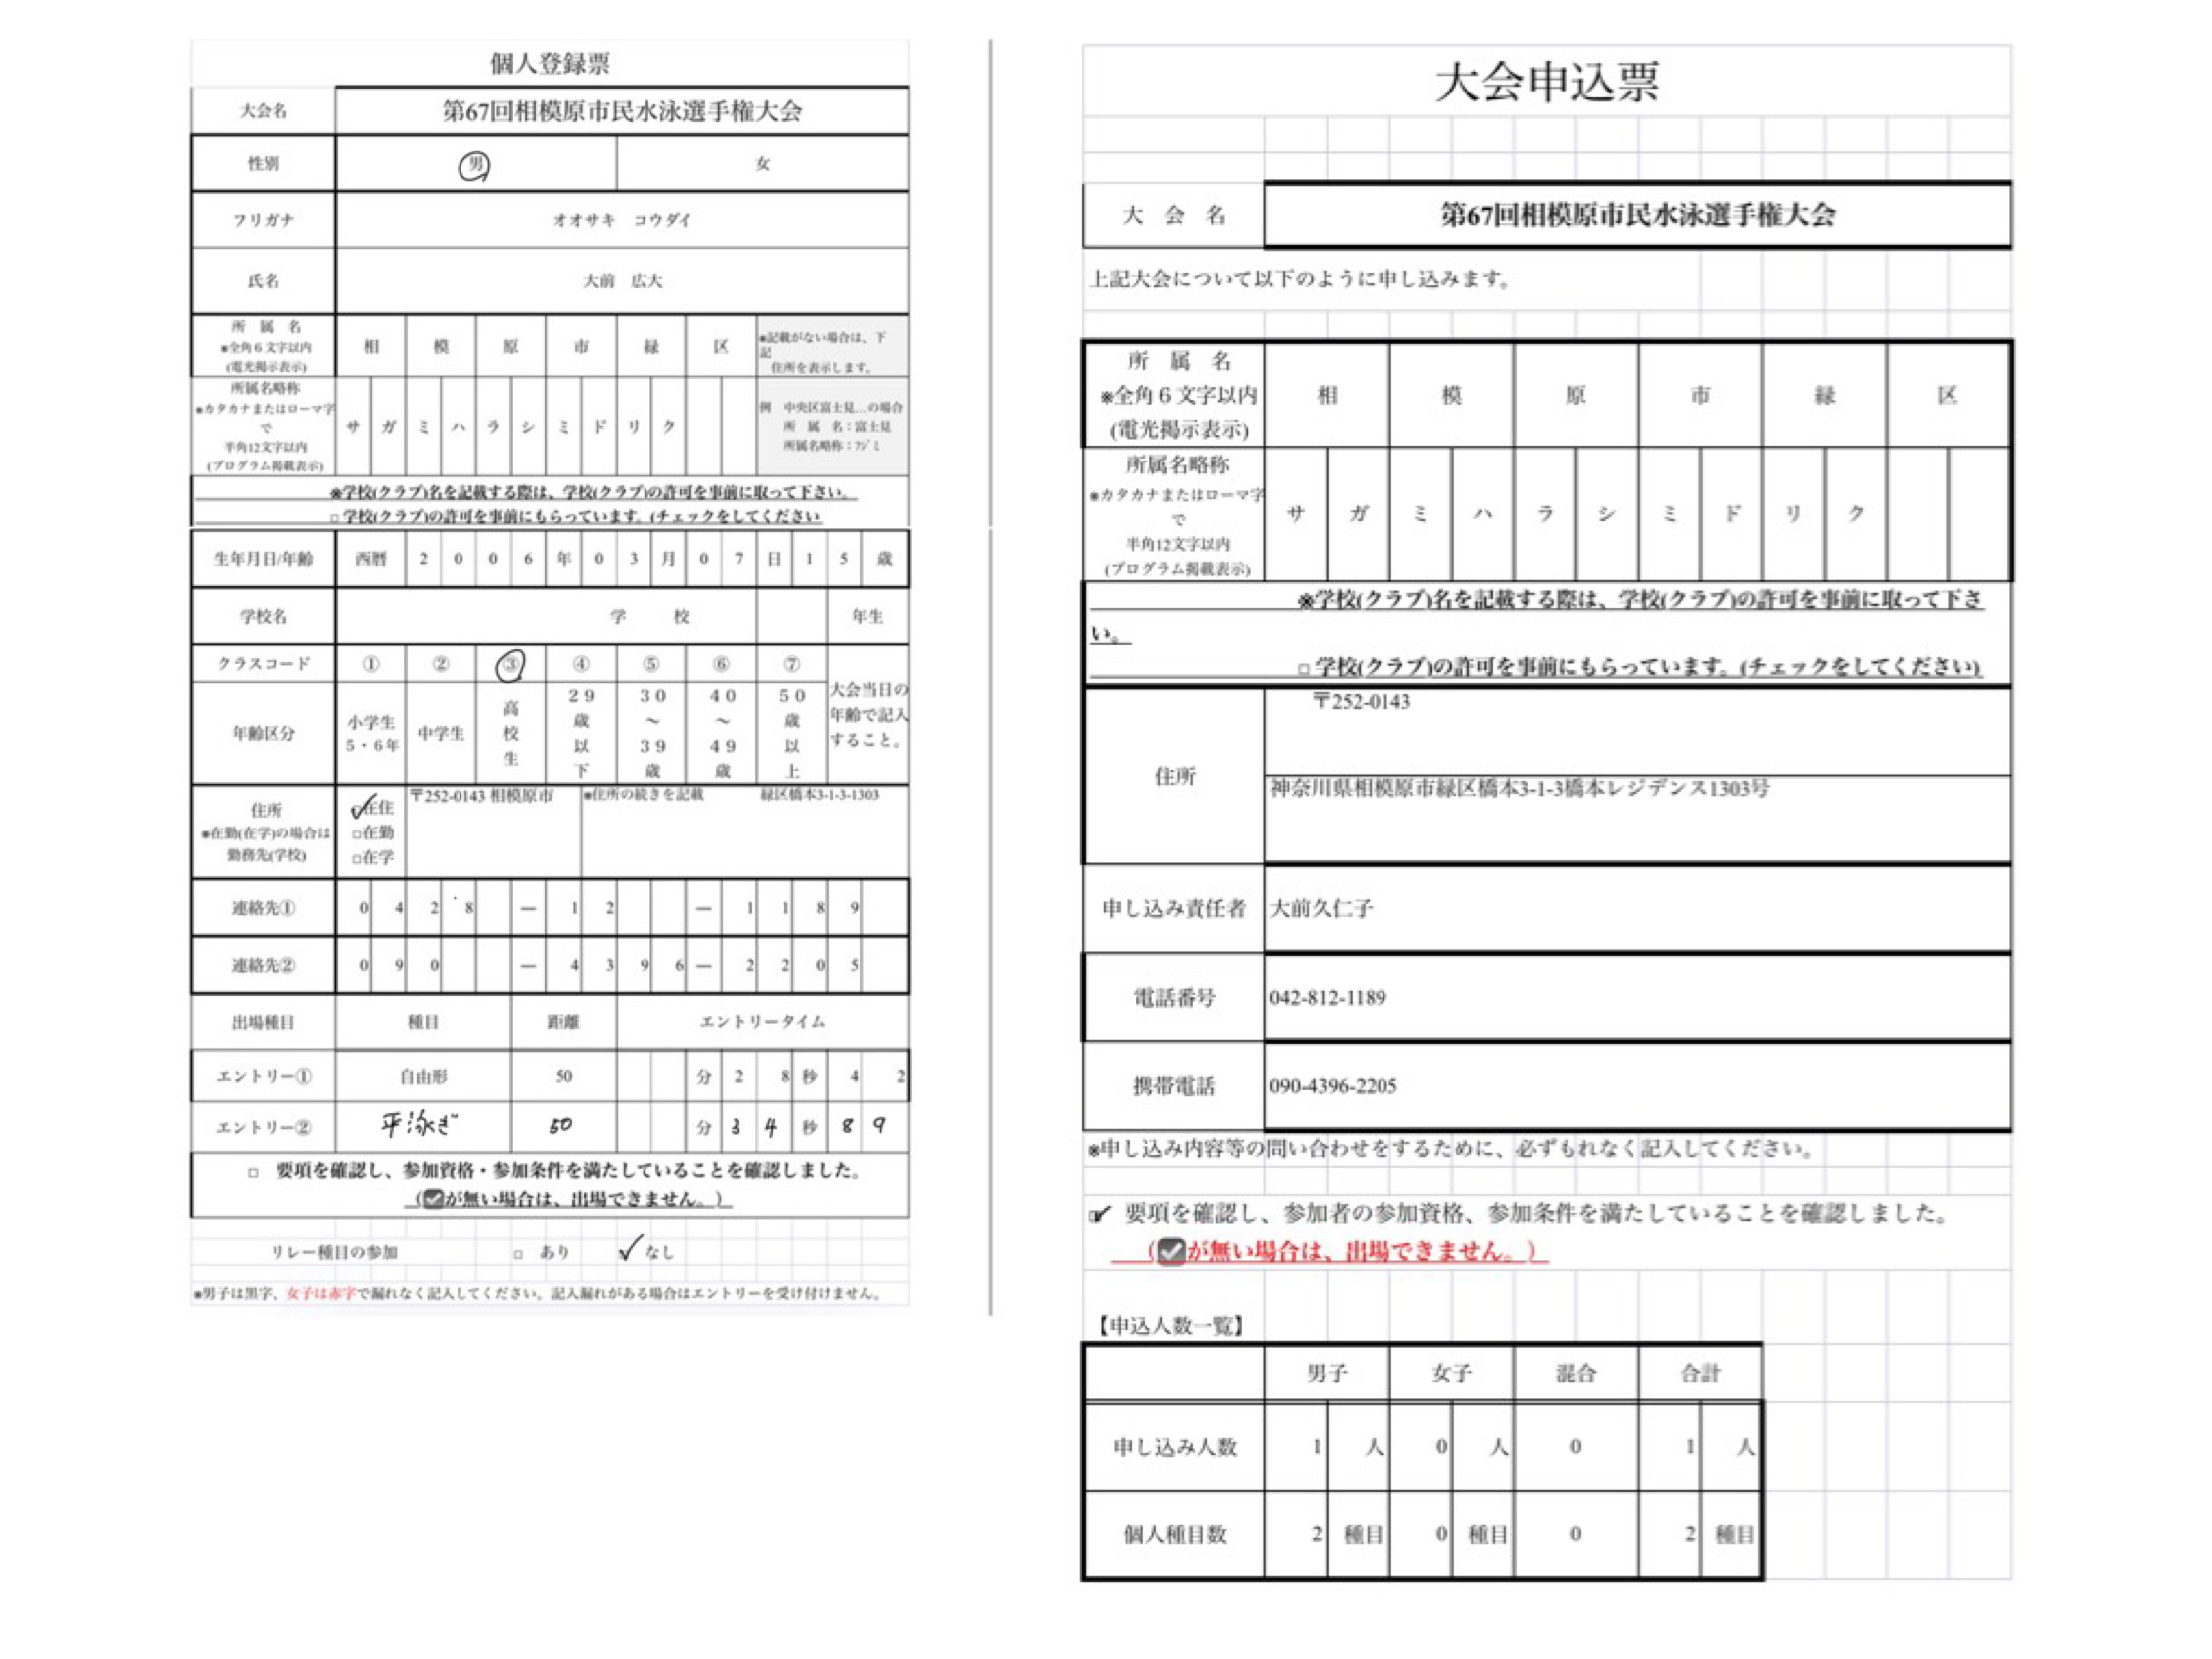 個人登録票
大会名 第67回相模原市民水泳選手権大会
性別 男 女
フリガナ オオサキ コウダイ
氏名 大前 広大
所属名 ※全角６文字以内 (電光掲示表示) 相 模 原 市 緑 区 ※記載がない場合は、下記 住所を表示します。
所属名略称 ※カタカナまたはローマ字で 半角12文字以内 (プログラム掲載表示) サ ガ ミ ハ ラ シ ミ ド リ ク 例 中央区富士見…の場合 所属名：富士見 所属名略称：ﾌｼﾞﾐ
※学校(クラブ)名を記載する際は、学校(クラブ)の許可を事前に取って下さい。
□ 学校(クラブ)の許可を事前にもらっています。(チェックをしてください
生年月日/年齢 西暦 2 0 0 6 年 0 3 月 0 7 日 1 5 歳
学校名 学 校 年生
クラスコード ① ② ③ ④ ⑤ ⑥ ⑦
年齢区分 小学生５・６年 中学生 高校生 ２９歳以下 ３０～３９歳 ４０～４９歳 ５０歳以上 大会当日の年齢で記入すること。
住所 ※在勤(在学)の場合は勤務先(学校) ✓在住 □在勤 □在学 〒252-0143 相模原市 ※住所の続きを記載 緑区橋本3-1-3-1303
連絡先① 0 4 2 8 ― 1 2 ― 1 1 8 9
連絡先② 0 9 0 ― 4 3 9 6 ― 2 2 0 5
出場種目 種目 距離 エントリータイム
エントリー① 自由形 50 分 2 8 秒 4 2
エントリー② 平泳ぎ 50 分 3 4 秒 8 9
□ 要項を確認し、参加資格・参加条件を満たしていることを確認しました。
（☑が無い場合は、出場できません。）
リレー種目の参加 □ あり ✓ なし
※男子は黒字、女子は赤字で漏れなく記入してください。記入漏れがある場合はエントリーを受け付けません。
大会申込票
大会名 第67回相模原市民水泳選手権大会
上記大会について以下のように申し込みます。
所属名 ※全角６文字以内 (電光掲示表示) 相 模 原 市 緑 区
所属名略称 ※カタカナまたはローマ字で 半角12文字以内 (プログラム掲載表示) サ ガ ミ ハ ラ シ ミ ド リ ク
※学校(クラブ)名を記載する際は、学校(クラブ)の許可を事前に取って下さ
い。
□ 学校(クラブ)の許可を事前にもらっています。(チェックをしてください)
〒252-0143
住所 神奈川県相模原市緑区橋本3-1-3橋本レジデンス1303号
申し込み責任者 大前久仁子
電話番号 042-812-1189
携帯電話 090-4396-2205
※申し込み内容等の問い合わせをするために、必ずもれなく記入してください。
☑ 要項を確認し、参加者の参加資格、参加条件を満たしていることを確認しました。
（☑が無い場合は、出場できません。）
【申込人数一覧】
男子 女子 混合 合計
申し込み人数 1 人 0 人 0 1 人
個人種目数 2 種目 0 種目 0 2 種目